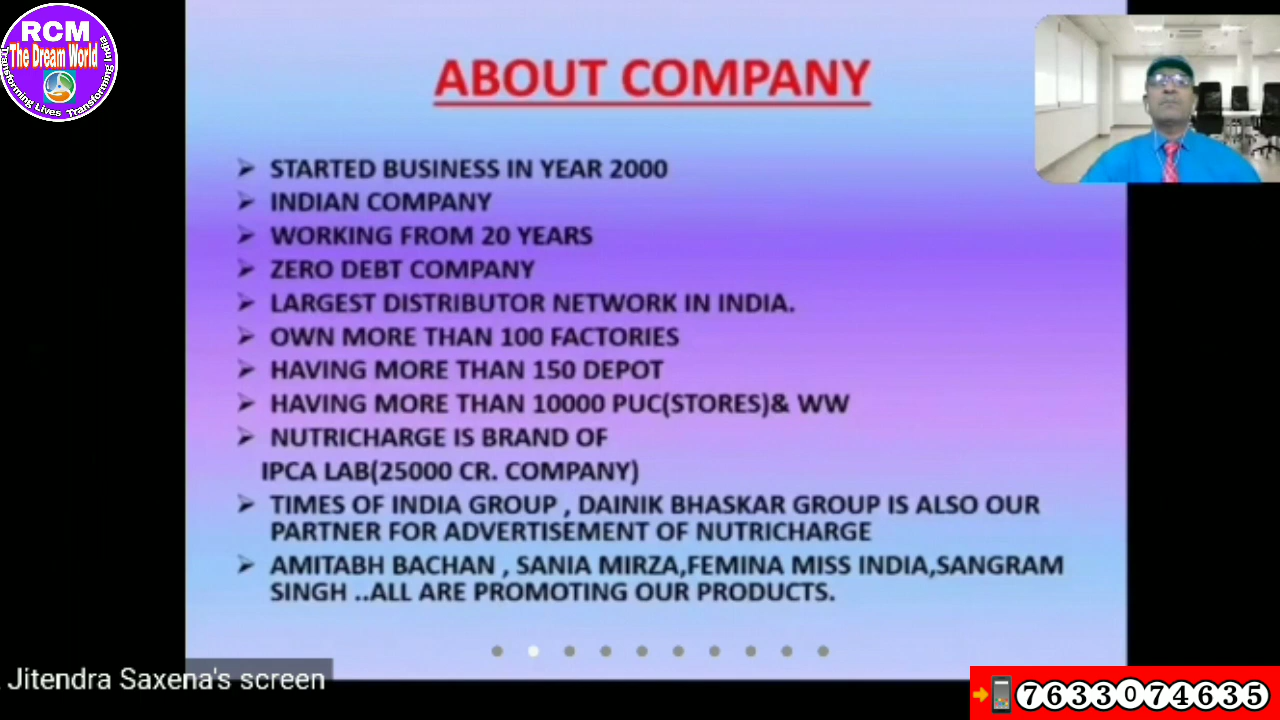 RCM
The Dream World
Transforming Lives Transforming India
ABOUT COMPANY
➢ STARTED BUSINESS IN YEAR 2000
➢ INDIAN COMPANY
➢ WORKING FROM 20 YEARS
➢ ZERO DEBT COMPANY
➢ LARGEST DISTRIBUTOR NETWORK IN INDIA.
➢ OWN MORE THAN 100 FACTORIES
➢ HAVING MORE THAN 150 DEPOT
➢ HAVING MORE THAN 10000 PUC(STORES)& WW
➢ NUTRICHARGE IS BRAND OF
IPCA LAB(25000 CR. COMPANY)
➢ TIMES OF INDIA GROUP , DAINIK BHASKAR GROUP IS ALSO OUR
PARTNER FOR ADVERTISEMENT OF NUTRICHARGE
➢ AMITABH BACHAN , SANIA MIRZA,FEMINA MISS INDIA,SANGRAM
SINGH ..ALL ARE PROMOTING OUR PRODUCTS.
Jitendra Saxena's screen
7633074635